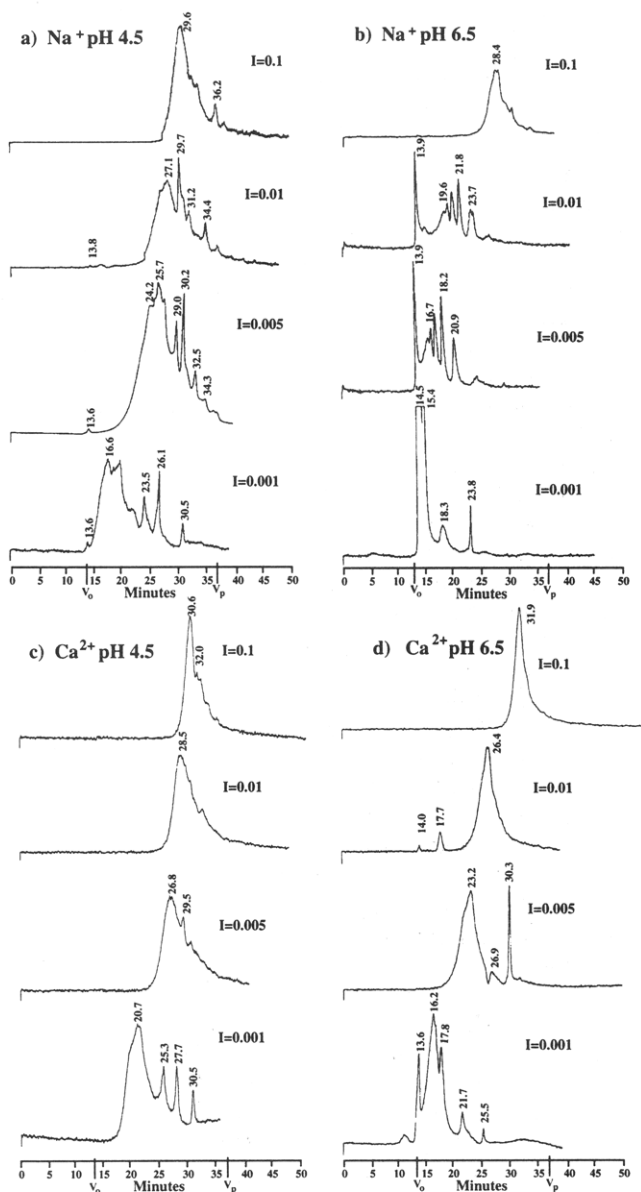 a) Na+ pH 4.5
29.6
I=0.1
36.2
29.7
27.1
31.2
34.4
I=0.01
13.8
25.7
24.2
30.2
29.0
I=0.005
32.5
34.3
13.6
16.6
26.1
I=0.001
23.5
13.6
30.5
0 5 10 15 20 25 30 35 40 45 50
Vo Minutes Vp
b) Na+ pH 6.5
28.4
I=0.1
13.9
21.8
19.6
23.7
I=0.01
13.9
18.2
16.7
20.9
I=0.005
14.5
15.4
I=0.001
23.8
18.3
0 5 10 15 20 25 30 35 40 45 50
Vo Minutes Vp
c) Ca2+ pH 4.5
30.6
I=0.1
32.0
28.5
I=0.01
26.8
29.5
I=0.005
20.7
I=0.001
25.3
27.7
30.5
0 5 10 15 20 25 30 35 40 45 50
Vo Minutes Vp
d) Ca2+ pH 6.5
31.9
I=0.1
26.4
I=0.01
14.0
17.7
23.2
30.3
I=0.005
26.9
16.2
I=0.001
13.6
17.8
21.7
25.5
0 5 10 15 20 25 30 35 40 45 50
Vo Minutes Vp